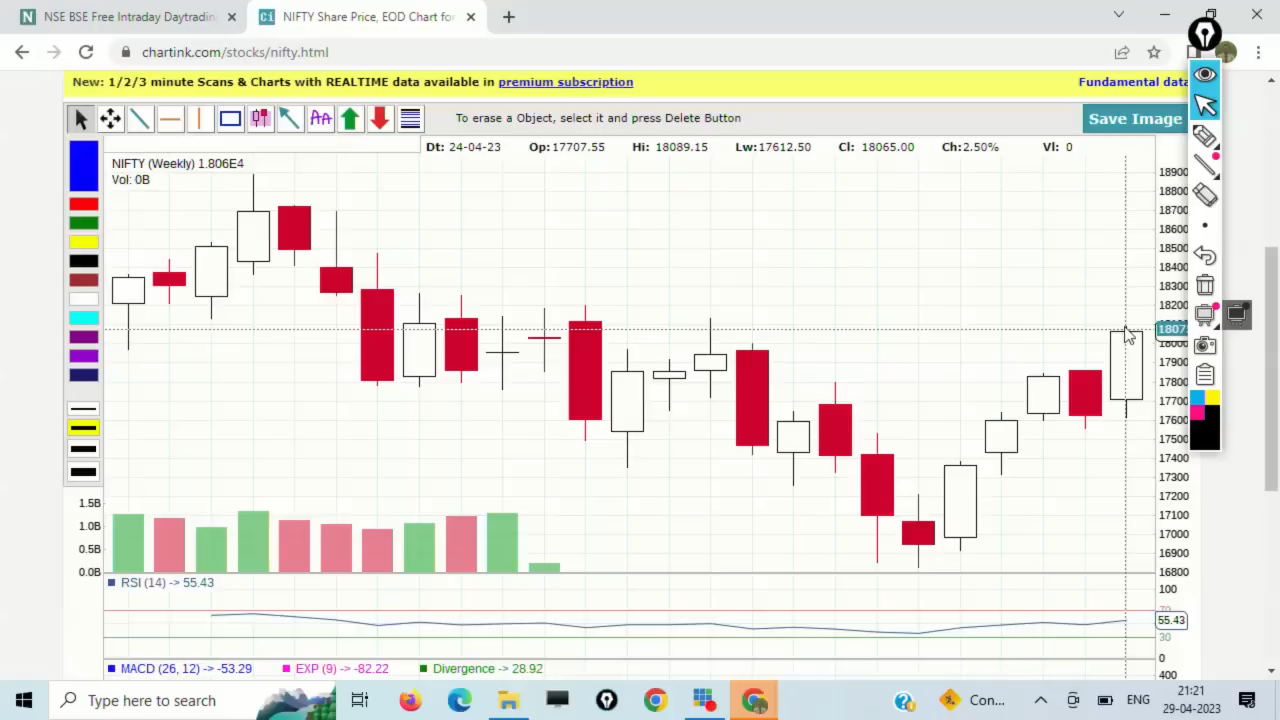 NSE BSE Free Intraday Daytradin
NIFTY Share Price, EOD Chart for
chartink.com/stocks/nifty.html
New: 1/2/3 minute Scans & Charts with REALTIME data available in premium subscription
Fundamental data
To erase a Object, select it and press Delete Button
Save Image
Dt: 24-04-23 Op:17707.55 Hi: 18089.15 Lw:17612.50 Cl: 18065.00 Ch:2.50% Vl: 0
NIFTY (Weekly) 1.806E4
Vol: 0B
18900
18800
18700
18600
18500
18400
18300
18200
18075
18000
17900
17800
17700
17600
17500
17400
17300
17200
17100
17000
16900
16800
1.5B
1.0B
0.5B
0.0B
RSI (14) -> 55.43
100
70
55.43
30
0
MACD (26, 12) -> -53.29 EXP (9) -> -82.22 Divergence -> 28.92
400
Type here to search
Con...
ENG
21:21
29-04-2023